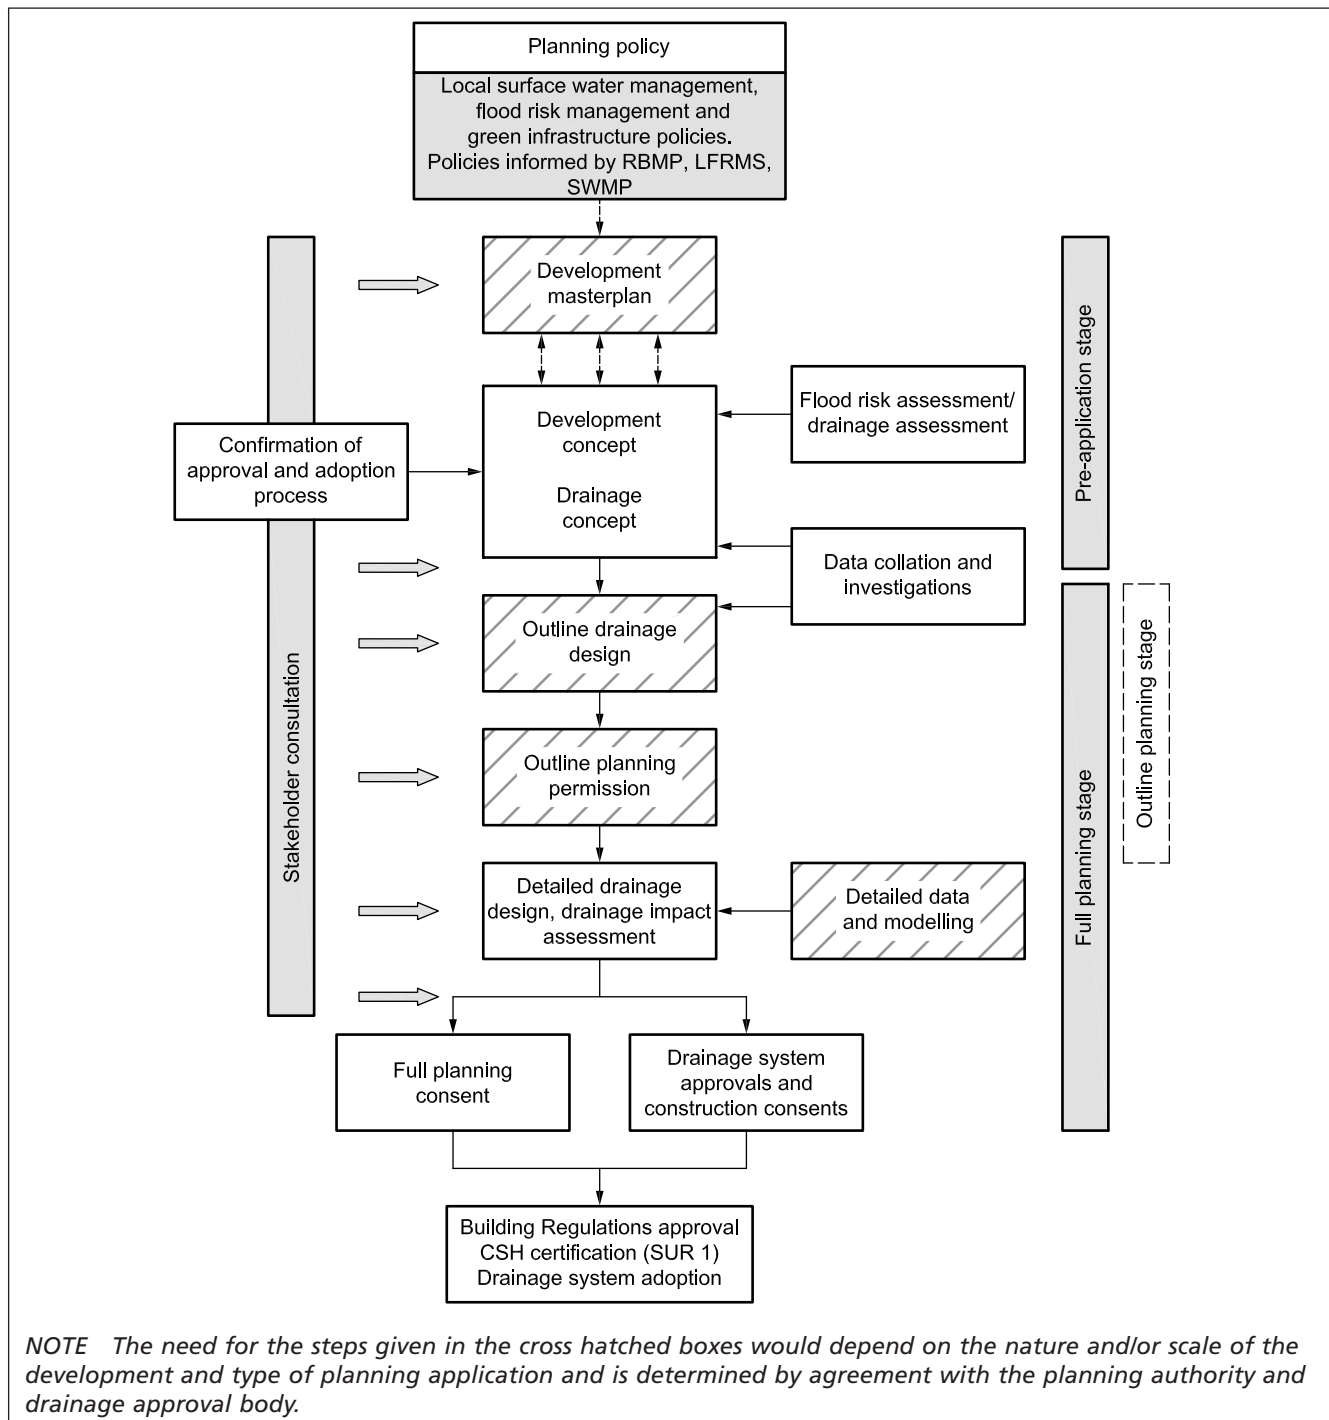 Planning policy
Local surface water management,
flood risk management and
green infrastructure policies.
Policies informed by RBMP, LFRMS,
SWMP
Development
masterplan
Development
concept
Drainage
concept
Flood risk assessment/
drainage assessment
Confirmation of
approval and adoption
process
Data collation and
investigations
Outline drainage
design
Outline planning
permission
Detailed drainage
design, drainage impact
assessment
Detailed data
and modelling
Full planning
consent
Drainage system
approvals and
construction consents
Building Regulations approval
CSH certification (SUR 1)
Drainage system adoption
Stakeholder consultation
Pre-application stage
Full planning stage
Outline planning stage
NOTE The need for the steps given in the cross hatched boxes would depend on the nature and/or scale of the
development and type of planning application and is determined by agreement with the planning authority and
drainage approval body.